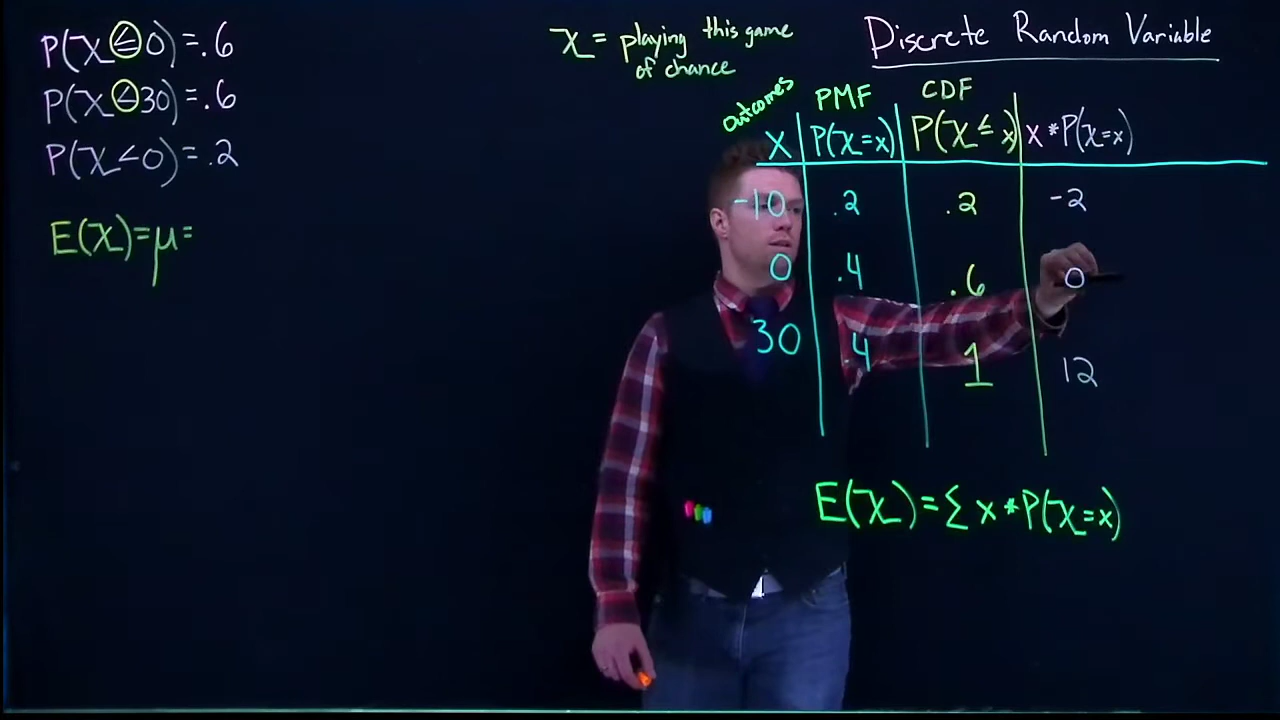 P(X≤0)=.6
P(X<30)=.6
P(X<0)=.2
E(X)=μ=
X = playing this game
of chance
Discrete Random Variable
outcomes PMF CDF
x P(X=x) P(X≤x) x*P(X=x)
-10 .2 .2 -2
0 .4 .6 0
30 .4 1 12
E(X)=Σ x*P(X=x)